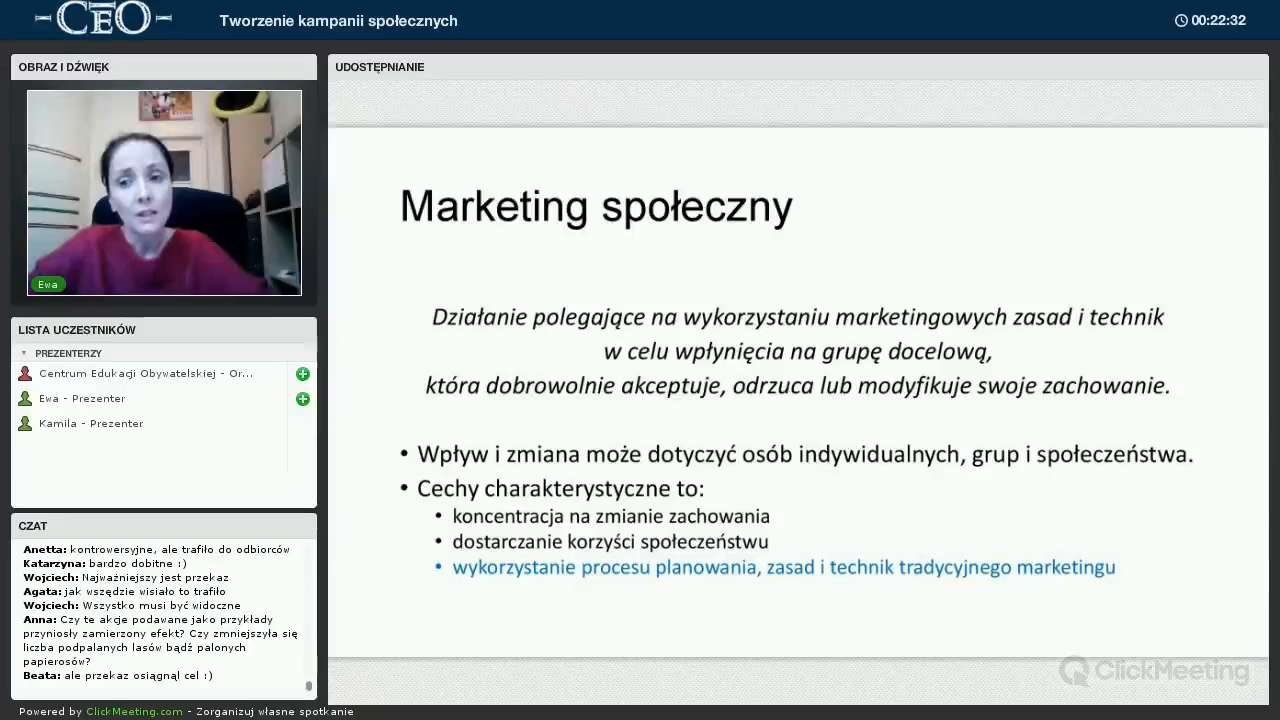 CEO
Tworzenie kampanii społecznych
00:22:32
OBRAZ I DŹWIĘK
Ewa
LISTA UCZESTNIKÓW
PREZENTERZY
Centrum Edukacji Obywatelskiej - Or...
Ewa - Prezenter
Kamila - Prezenter
CZAT
Anetta: kontrowersyjne, ale trafiło do odbiorców
Katarzyna: bardzo dobitne :)
Wojciech: Najważniejszy jest przekaz
Agata: jak wszędzie wisiało to trafiło
Wojciech: Wszystko musi być widoczne
Anna: Czy te akcje podawane jako przykłady
przyniosły zamierzony efekt? Czy zmniejszyła się
liczba podpalanych lasów bądź palonych
papierosów?
Beata: ale przekaz osiągnął cel :)
UDOSTĘPNIANIE
Marketing społeczny
Działanie polegające na wykorzystaniu marketingowych zasad i technik
w celu wpłynięcia na grupę docelową,
która dobrowolnie akceptuje, odrzuca lub modyfikuje swoje zachowanie.
• Wpływ i zmiana może dotyczyć osób indywidualnych, grup i społeczeństwa.
• Cechy charakterystyczne to:
• koncentracja na zmianie zachowania
• dostarczanie korzyści społeczeństwu
• wykorzystanie procesu planowania, zasad i technik tradycyjnego marketingu
ClickMeeting
Powered by ClickMeeting.com - Zorganizuj własne spotkanie